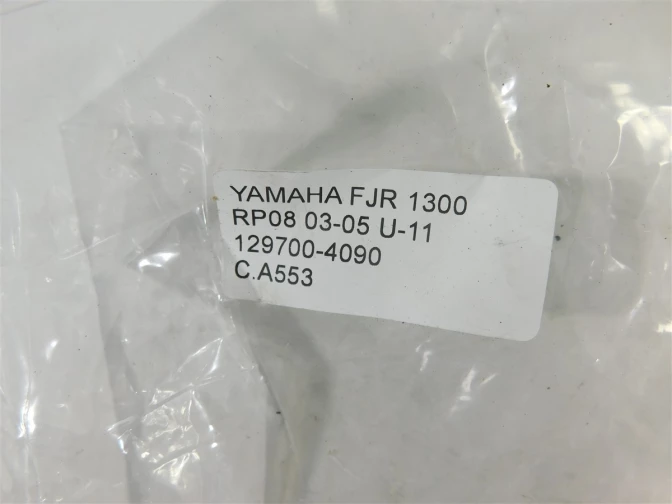 YAMAHA FJR 1300
RP08 03-05 U-11
129700-4090
C.A553